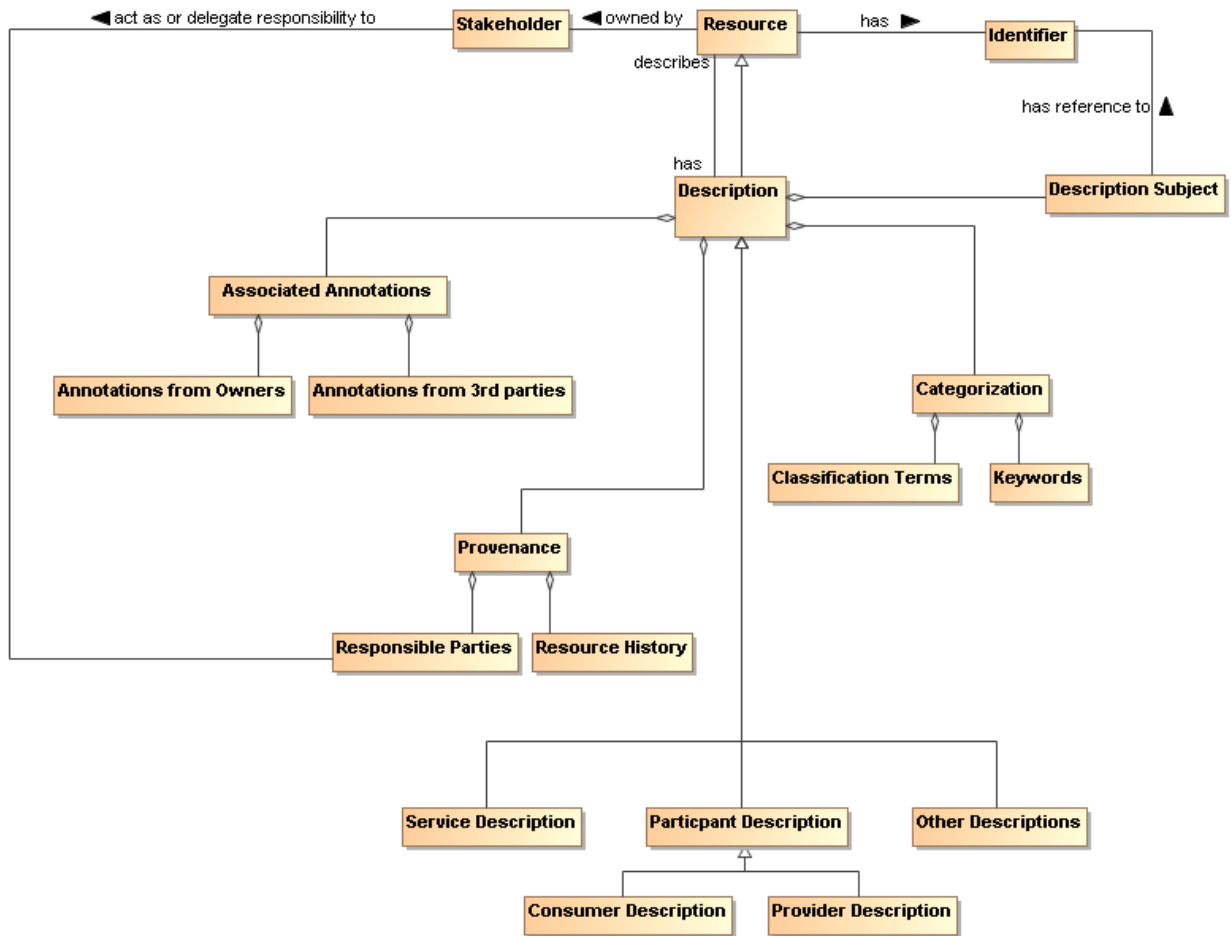 act as or delegate responsibility to
Stakeholder
owned by
Resource
has
Identifier
describes
has reference to
has
Description
Description Subject
Associated Annotations
Annotations from Owners
Annotations from 3rd parties
Categorization
Classification Terms
Keywords
Provenance
Responsible Parties
Resource History
Service Description
Particpant Description
Other Descriptions
Consumer Description
Provider Description